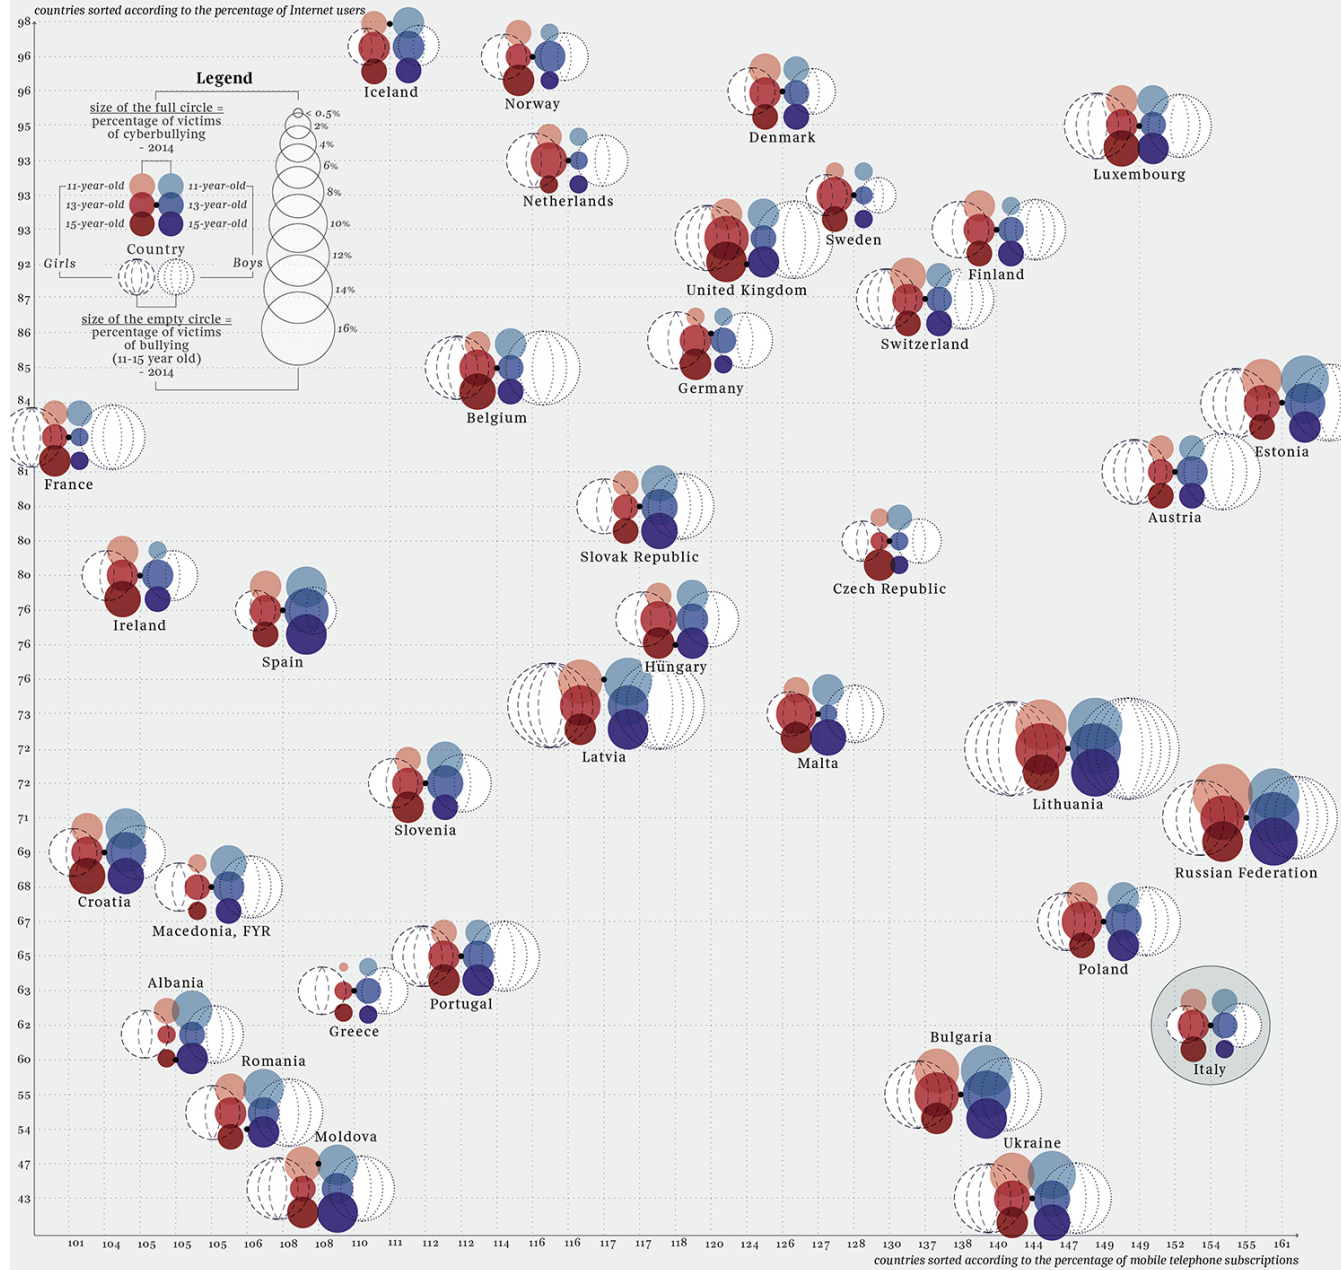 countries sorted according to the percentage of Internet users
98
96
96
95
93
93
93
92
87
86
85
84
81
80
80
80
76
76
76
73
72
72
71
69
68
67
65
63
62
60
55
54
47
43
Legend
size of the full circle =
percentage of victims
of cyberbullying
- 2014
< 0.5%
2%
4%
6%
8%
10%
12%
14%
16%
11-year-old
11-year-old
13-year-old
13-year-old
15-year-old
15-year-old
Country
Girls
Boys
size of the empty circle =
percentage of victims
of bullying
(11-15 year old)
- 2014
Iceland
Norway
Denmark
Luxembourg
Netherlands
Sweden
Finland
United Kingdom
Switzerland
Germany
Belgium
Estonia
France
Austria
Slovak Republic
Czech Republic
Ireland
Spain
Hungary
Latvia
Malta
Lithuania
Slovenia
Russian Federation
Croatia
Macedonia, FYR
Poland
Albania
Portugal
Greece
Italy
Bulgaria
Romania
Moldova
Ukraine
101 104 105 105 105 106 108 108 110 111 112 112 116 116 117 117 118 120 124 126 127 128 130 137 138 140 144 147 149 149 152 154 155 161
countries sorted according to the percentage of mobile telephone subscriptions